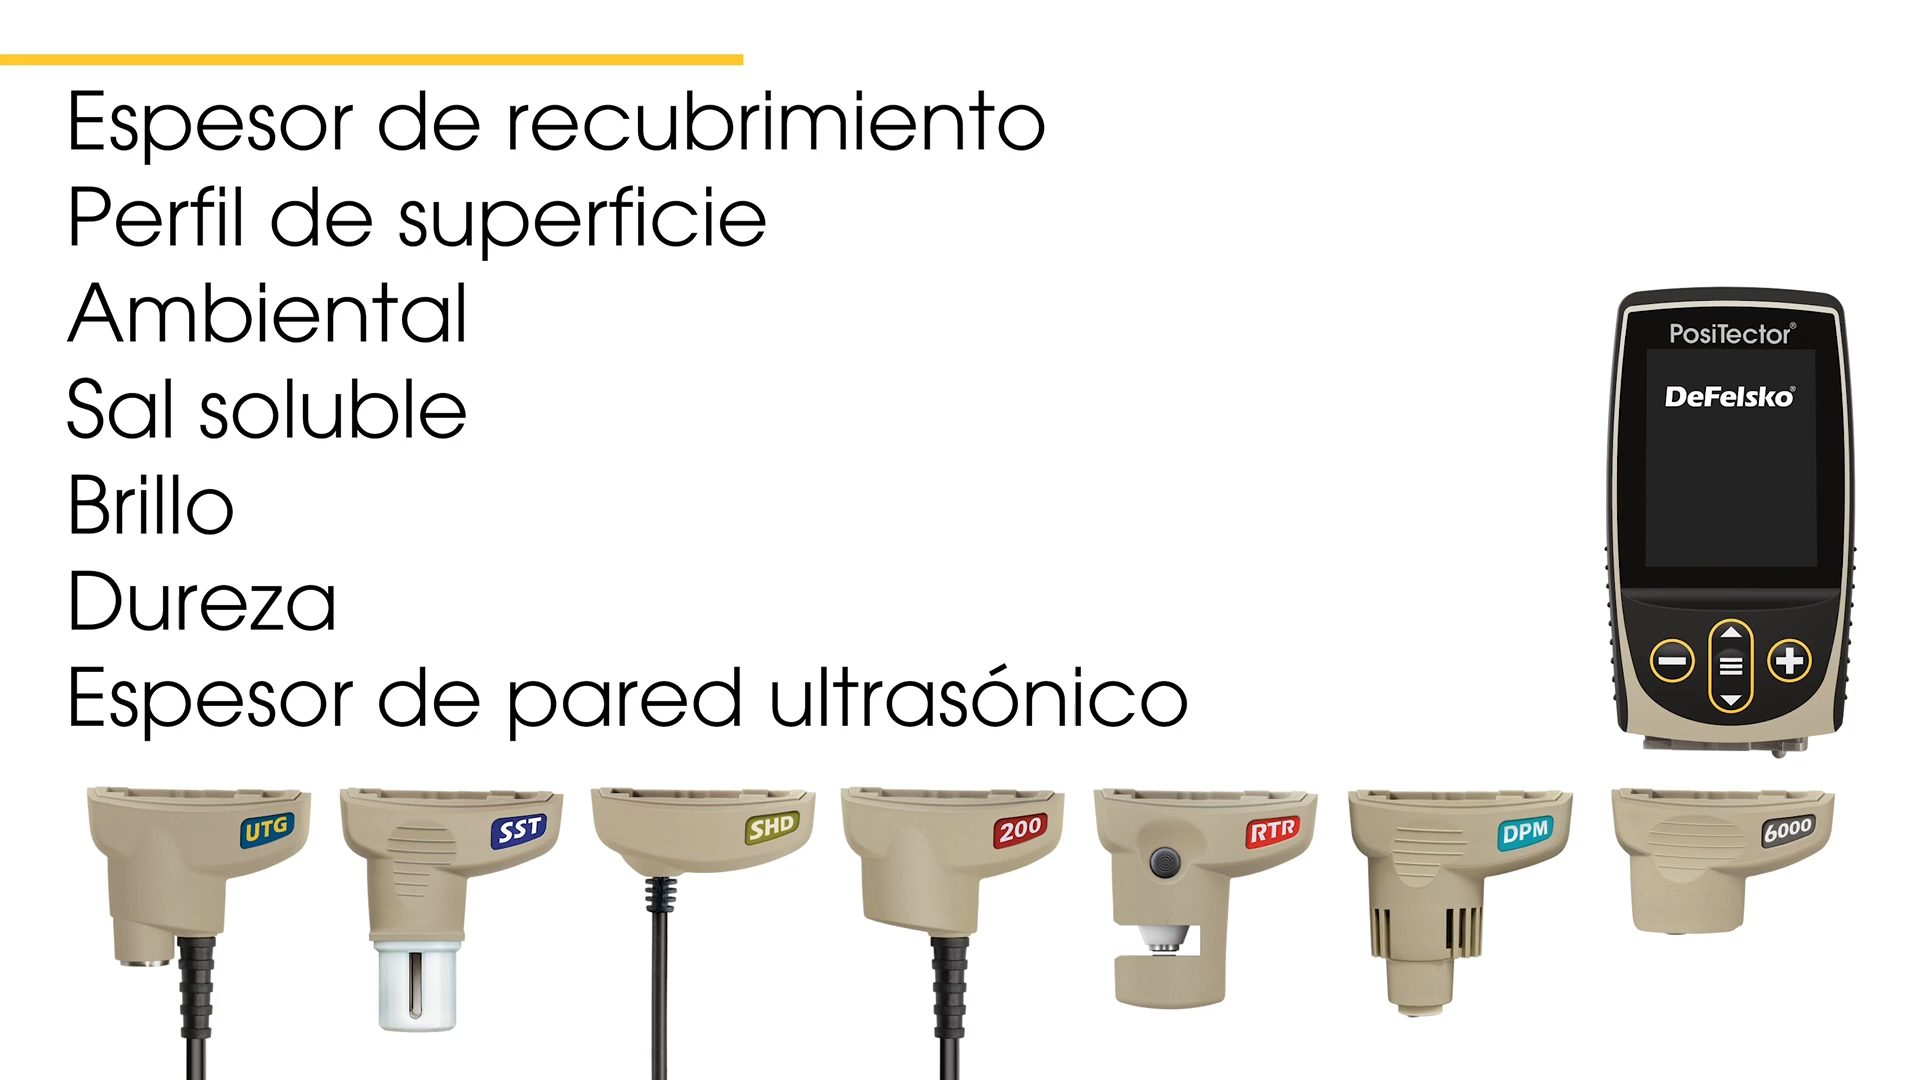 Espesor de recubrimiento
Perfil de superficie
Ambiental
Sal soluble
Brillo
Dureza
Espesor de pared ultrasónico
PosiTector®
DeFelsko®
UTG
SST
SHD
200
RTR
DPM
6000